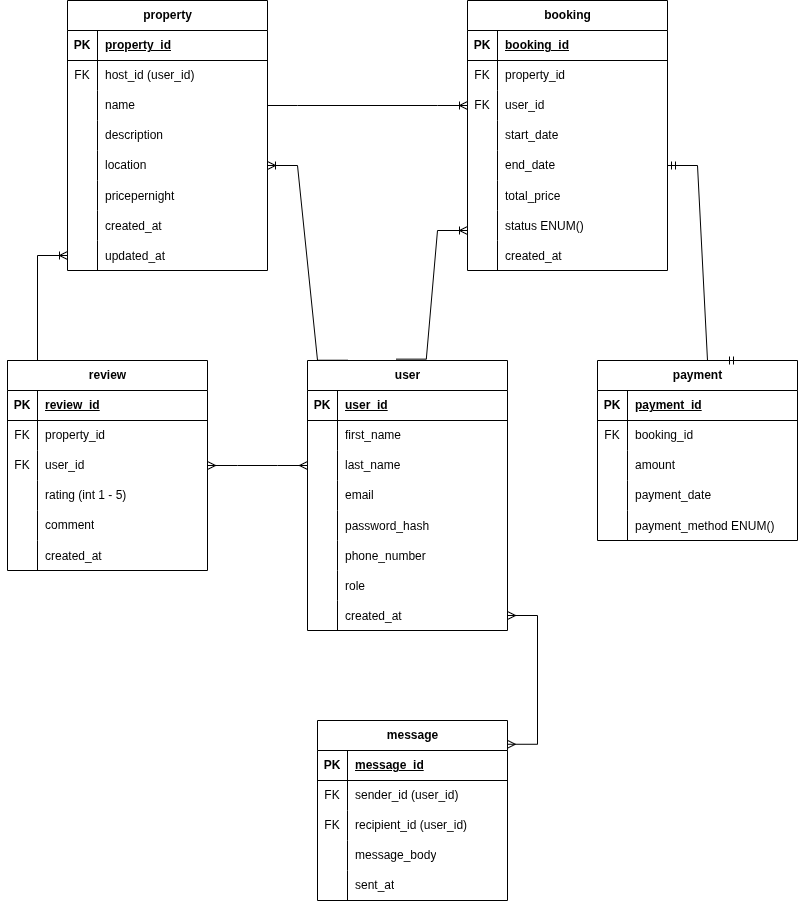 property
PK property_id
FK host_id (user_id)
name
description
location
pricepernight
created_at
updated_at
booking
PK booking_id
FK property_id
FK user_id
start_date
end_date
total_price
status ENUM()
created_at
review
PK review_id
FK property_id
FK user_id
rating (int 1 - 5)
comment
created_at
user
PK user_id
first_name
last_name
email
password_hash
phone_number
role
created_at
payment
PK payment_id
FK booking_id
amount
payment_date
payment_method ENUM()
message
PK message_id
FK sender_id (user_id)
FK recipient_id (user_id)
message_body
sent_at